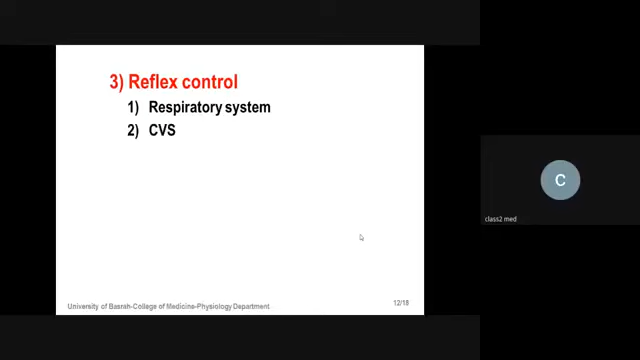 3) Reflex control
1) Respiratory system
2) CVS
C
class2 med
University of Basrah-College of Medicine-Physiology Department
12/18